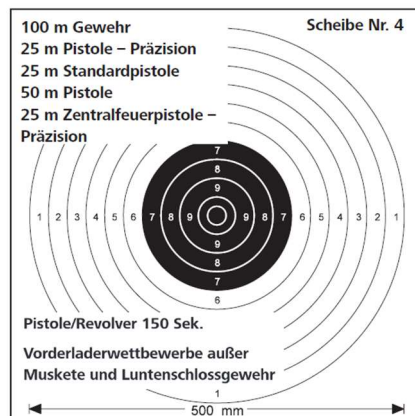 100 m Gewehr
Scheibe Nr. 4
25 m Pistole – Präzision
25 m Standardpistole
50 m Pistole
25 m Zentralfeuerpistole –
Präzision
7
8
9
1 2 3 4 5 6 7 8 9 9 8 7 6 5 4 3 2 1
9
8
7
6
Pistole/Revolver 150 Sek.
Vorderladerwettbewerbe außer
Muskete und Luntenschlossgewehr
1
500 mm